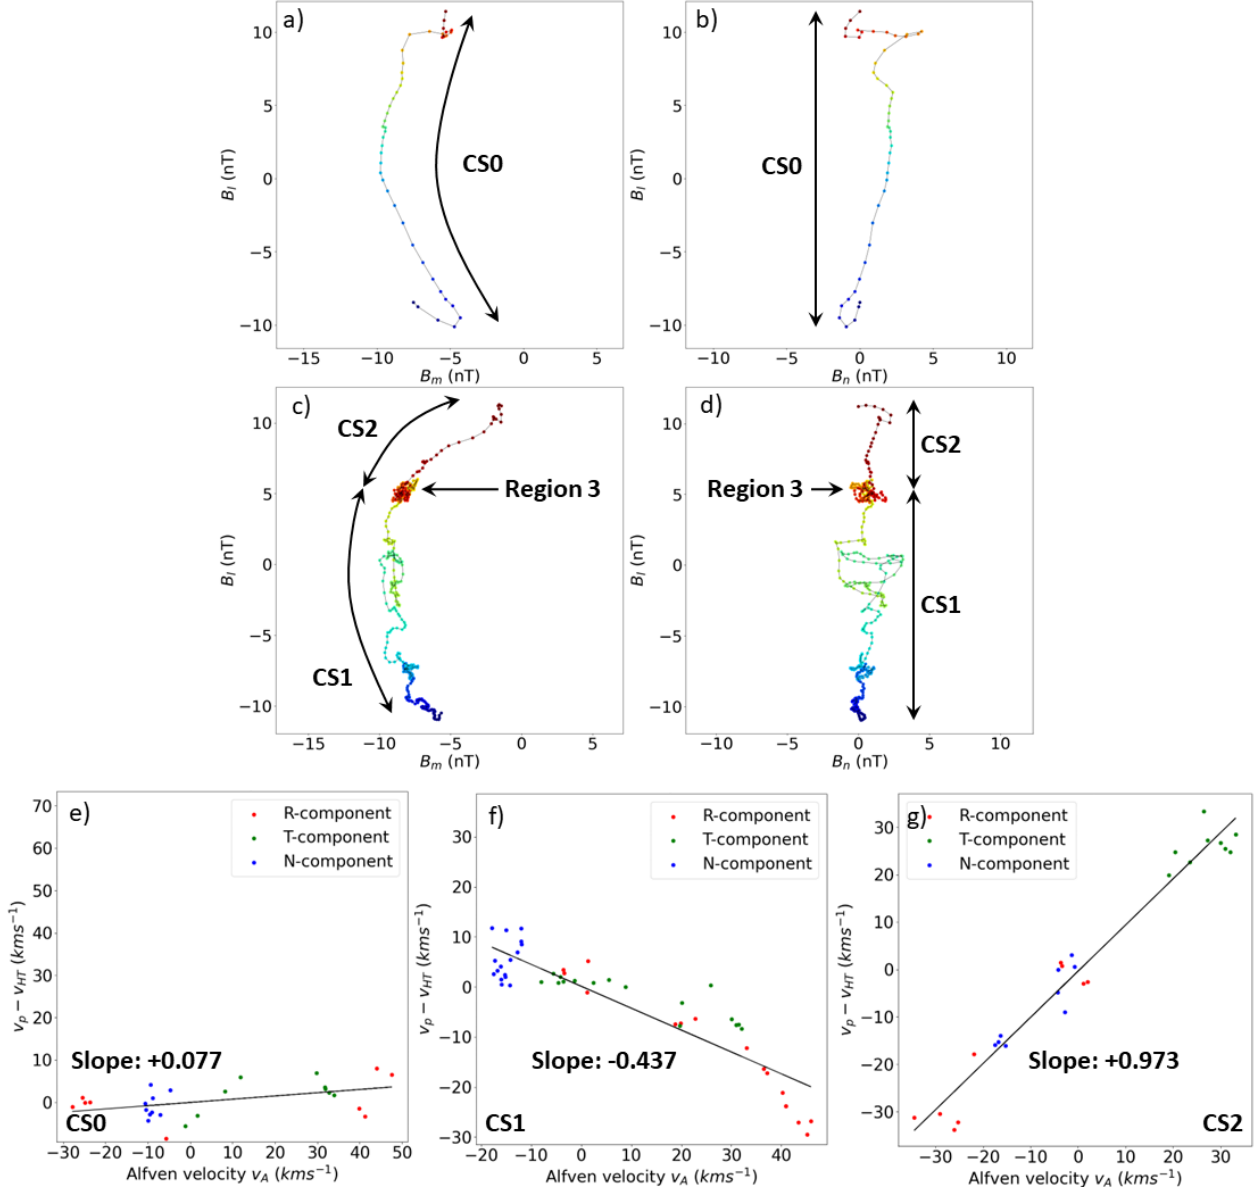 a)
10
5
0
−5
−10
B_l (nT)
CS0
−15 −10 −5 0 5
B_m (nT)
b)
10
5
0
−5
−10
B_l (nT)
CS0
−10 −5 0 5 10
B_n (nT)
c)
10
5
0
−5
−10
B_l (nT)
CS2
Region 3
CS1
−15 −10 −5 0 5
B_m (nT)
d)
10
5
0
−5
−10
B_l (nT)
CS2
Region 3
CS1
−10 −5 0 5 10
B_n (nT)
e)
R-component
T-component
N-component
70
60
50
40
30
20
10
0
v_p − v_HT (kms⁻¹)
Slope: +0.077
CS0
−30 −20 −10 0 10 20 30 40 50
Alfven velocity v_A (kms⁻¹)
f)
R-component
T-component
N-component
30
20
10
0
−10
−20
−30
v_p − v_HT (kms⁻¹)
Slope: -0.437
CS1
−20 −10 0 10 20 30 40
Alfven velocity v_A (kms⁻¹)
g)
R-component
T-component
N-component
30
20
10
0
−10
−20
−30
v_p − v_HT (kms⁻¹)
Slope: +0.973
CS2
−30 −20 −10 0 10 20 30
Alfven velocity v_A (kms⁻¹)